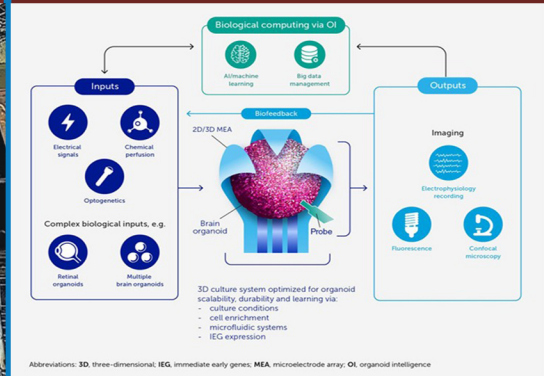 Biological computing via OI
AI/machine
learning
Big data
management
Inputs
Electrical
signals
Chemical
perfusion
Optogenetics
Complex biological inputs, e.g.
Retinal
organoids
Multiple
brain organoids
Biofeedback
2D/3D MEA
Brain
organoid
Probe
Outputs
Imaging
Electrophysiology
recording
Fluorescence
Confocal
microscopy
3D culture system optimized for organoid
scalability, durability and learning via:
- culture conditions
- cell enrichment
- microfluidic systems
- IEG expression
Abbreviations: 3D, three-dimensional; IEG, immediate early genes; MEA, microelectrode array; OI, organoid intelligence